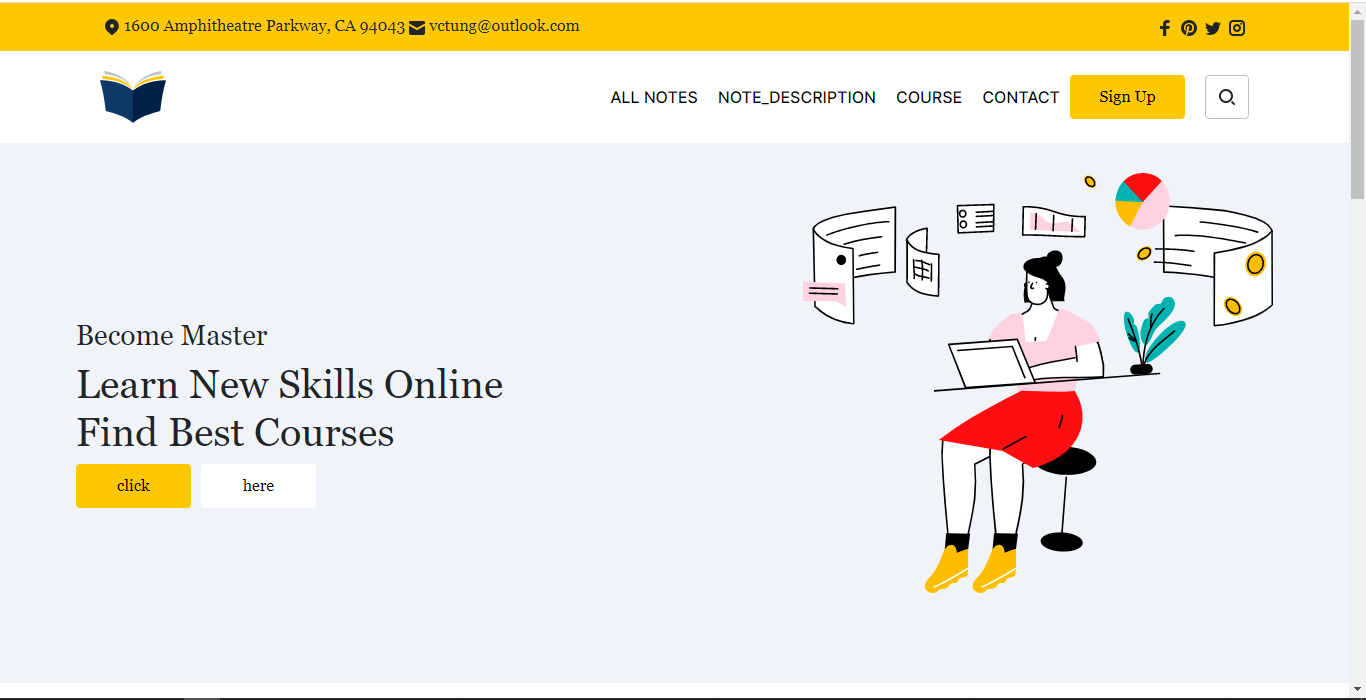 1600 Amphitheatre Parkway, CA 94043 vctung@outlook.com
ALL NOTES NOTE_DESCRIPTION COURSE CONTACT Sign Up
Become Master
Learn New Skills Online
Find Best Courses
click here